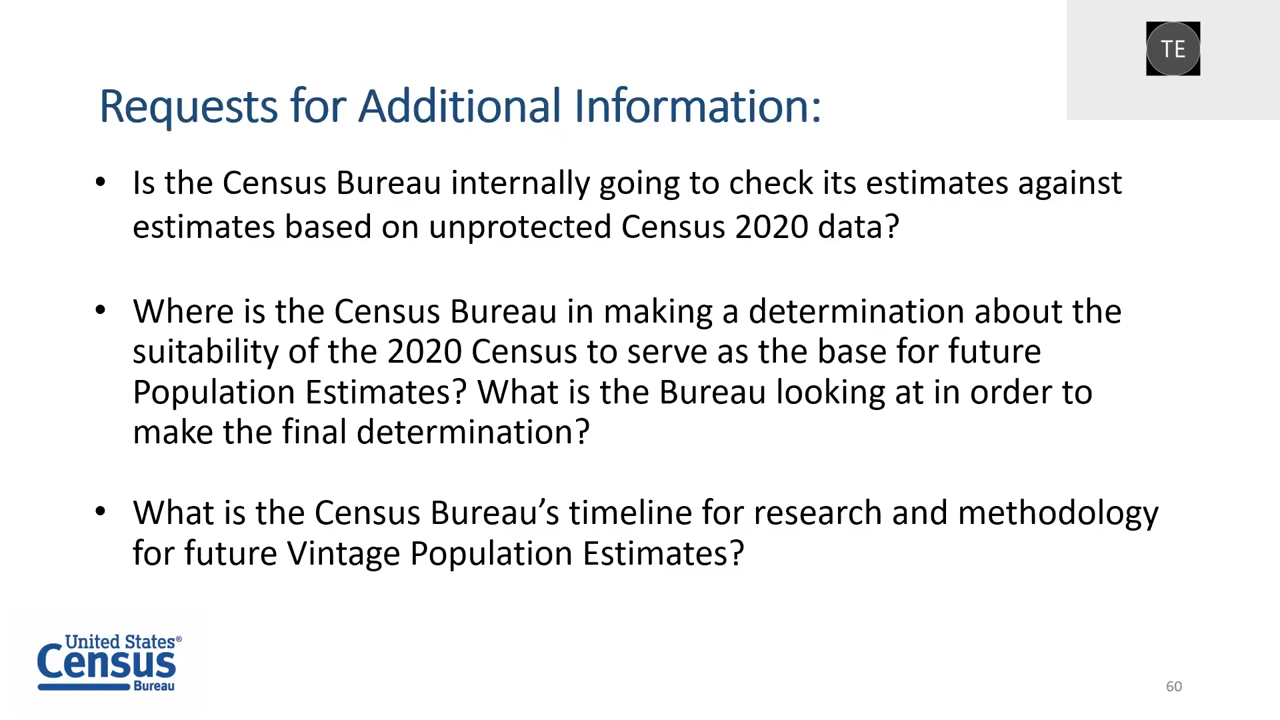 TE
Requests for Additional Information:
• Is the Census Bureau internally going to check its estimates against
estimates based on unprotected Census 2020 data?
• Where is the Census Bureau in making a determination about the
suitability of the 2020 Census to serve as the base for future
Population Estimates? What is the Bureau looking at in order to
make the final determination?
• What is the Census Bureau’s timeline for research and methodology
for future Vintage Population Estimates?
United States®
Census
Bureau
60